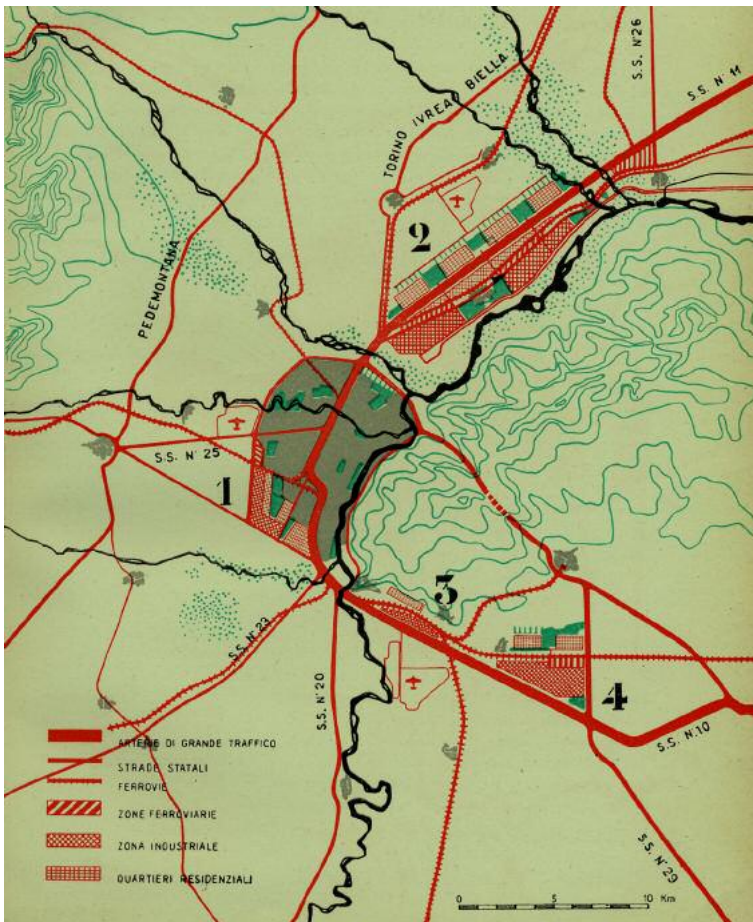 S.S. N°26
S.S. N° 11
TORINO IVREA BIELLA
2
PEDEMONTANA
S.S. N° 25
1
3
S.S. N°23
S.S. N°20
4
S.S. N.10
S.S. N°29
ARTERIE DI GRANDE TRAFFICO
STRADE STATALI
FERROVIE
ZONE FERROVIARIE
ZONA INDUSTRIALE
QUARTIERI RESIDENZIALI
0 5 10 Km